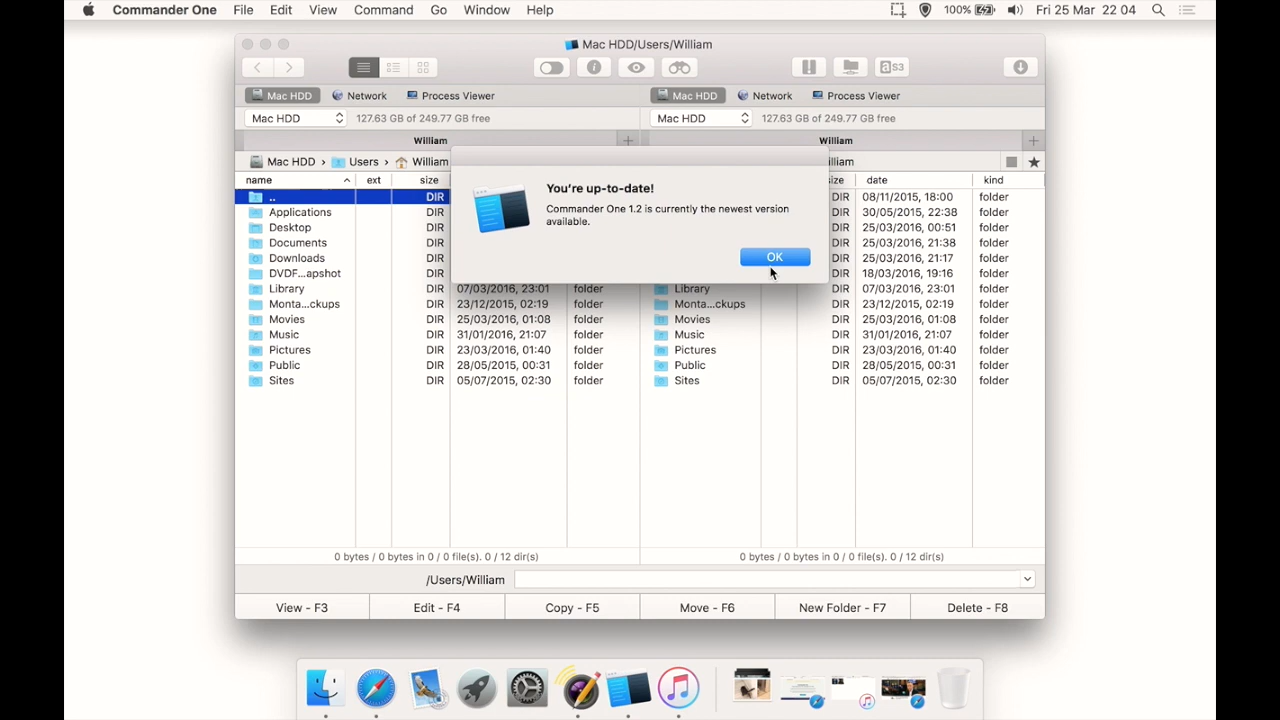 Commander One File Edit View Command Go Window Help 100% Fri 25 Mar 22 04
Mac HDD/Users/William
aS3
Mac HDD Network Process Viewer Mac HDD Network Process Viewer
Mac HDD 127.63 GB of 249.77 GB free Mac HDD 127.63 GB of 249.77 GB free
William + William +
Mac HDD › Users › William illiam
name ext size size date kind
.. DIR 08/11/2015, 18:00 folder
Applications DIR 30/05/2015, 22:38 folder
Desktop DIR 25/03/2016, 00:51 folder
Documents DIR 25/03/2016, 21:38 folder
Downloads DIR 25/03/2016, 21:17 folder
DVDF...apshot DIR 18/03/2016, 19:16 folder
You're up-to-date!
Commander One 1.2 is currently the newest version
available.
OK
Library DIR 07/03/2016, 23:01 folder Library DIR 07/03/2016, 23:01 folder
Monta...ckups DIR 23/12/2015, 02:19 folder Monta...ckups DIR 23/12/2015, 02:19 folder
Movies DIR 25/03/2016, 01:08 folder Movies DIR 25/03/2016, 01:08 folder
Music DIR 31/01/2016, 21:07 folder Music DIR 31/01/2016, 21:07 folder
Pictures DIR 23/03/2016, 01:40 folder Pictures DIR 23/03/2016, 01:40 folder
Public DIR 28/05/2015, 00:31 folder Public DIR 28/05/2015, 00:31 folder
Sites DIR 05/07/2015, 02:30 folder Sites DIR 05/07/2015, 02:30 folder
0 bytes / 0 bytes in 0 / 0 file(s). 0 / 12 dir(s) 0 bytes / 0 bytes in 0 / 0 file(s). 0 / 12 dir(s)
/Users/William
View - F3 Edit - F4 Copy - F5 Move - F6 New Folder - F7 Delete - F8